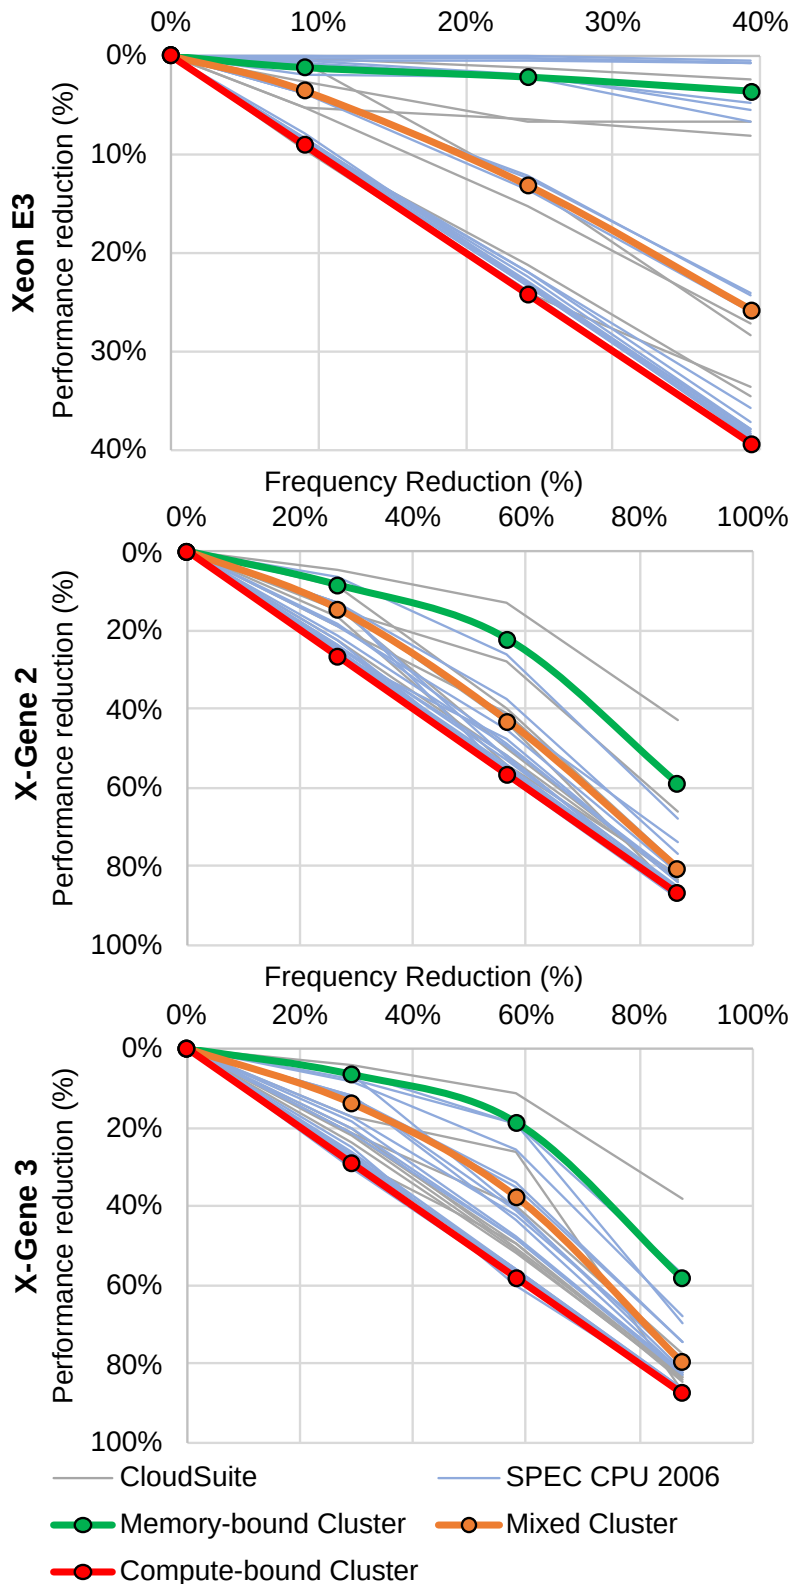 0% 10% 20% 30% 40%
0%
10%
20%
30%
40%
Xeon E3
Performance reduction (%)
Frequency Reduction (%)
0% 20% 40% 60% 80% 100%
0%
20%
40%
60%
80%
100%
X-Gene 2
Performance reduction (%)
Frequency Reduction (%)
0% 20% 40% 60% 80% 100%
0%
20%
40%
60%
80%
100%
X-Gene 3
Performance reduction (%)
CloudSuite SPEC CPU 2006
Memory-bound Cluster Mixed Cluster
Compute-bound Cluster